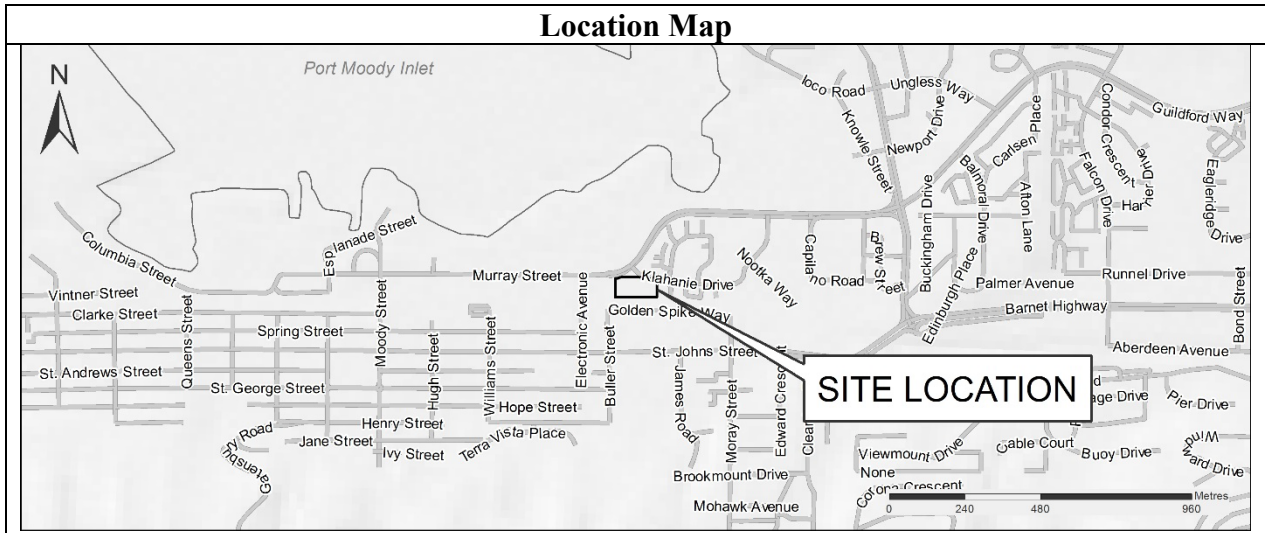 Location Map
N
Port Moody Inlet
Ioco Road
Ungless Way
Knowle Street
Newport Drive
Buckingham Drive
Balmoral Drive
Carlsen Place
Afton Lane
Condor Crescent
Falcon Drive
Guildford Way
Eagleridge Drive
Columbia Street
Esplanade Street
Murray Street
Electronic Avenue
Klahanie Drive
Nootka Way
Capilano Road
Brew Street
Edinburgh Place
Palmer Avenue
Runnel Drive
Barnet Highway
Bond Street
Vintner Street
Clarke Street
Queens Street
Spring Street
Moody Street
Hugh Street
Williams Street
Buller Street
Golden Spike Way
St. Johns Street
Aberdeen Avenue
St. Andrews Street
St. George Street
Hope Street
James Road
Moray Street
Edward Crescent
SITE LOCATION
Pier Drive
Henry Street
Jane Street
Ivy Street
Terra Vista Place
Viewmount Drive
None
Gable Court
Buoy Drive
Windward Drive
Brookmount Drive
Corona Crescent
Mohawk Avenue
Metres
0 240 480 960